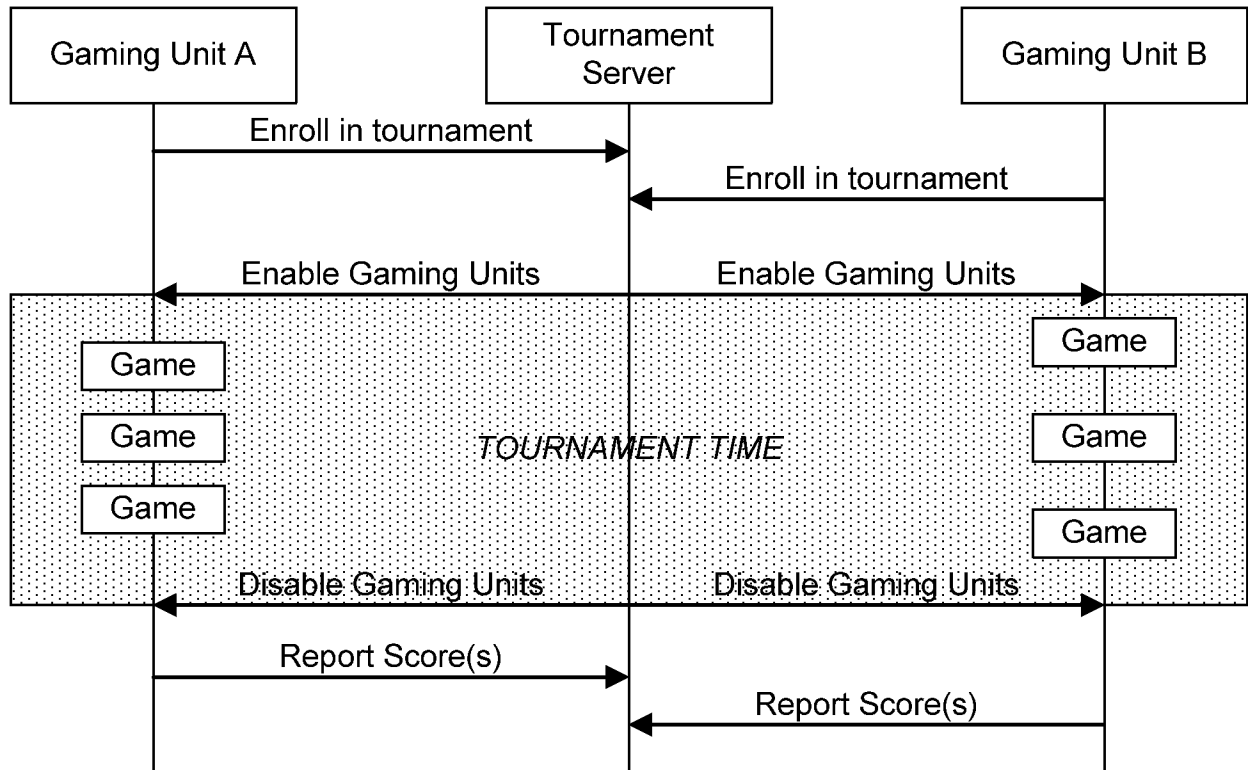 Gaming Unit A
Tournament
Server
Gaming Unit B
Enroll in tournament
Enroll in tournament
Enable Gaming Units
Enable Gaming Units
Game
Game
Game
Game
TOURNAMENT TIME
Game
Game
Disable Gaming Units
Disable Gaming Units
Report Score(s)
Report Score(s)